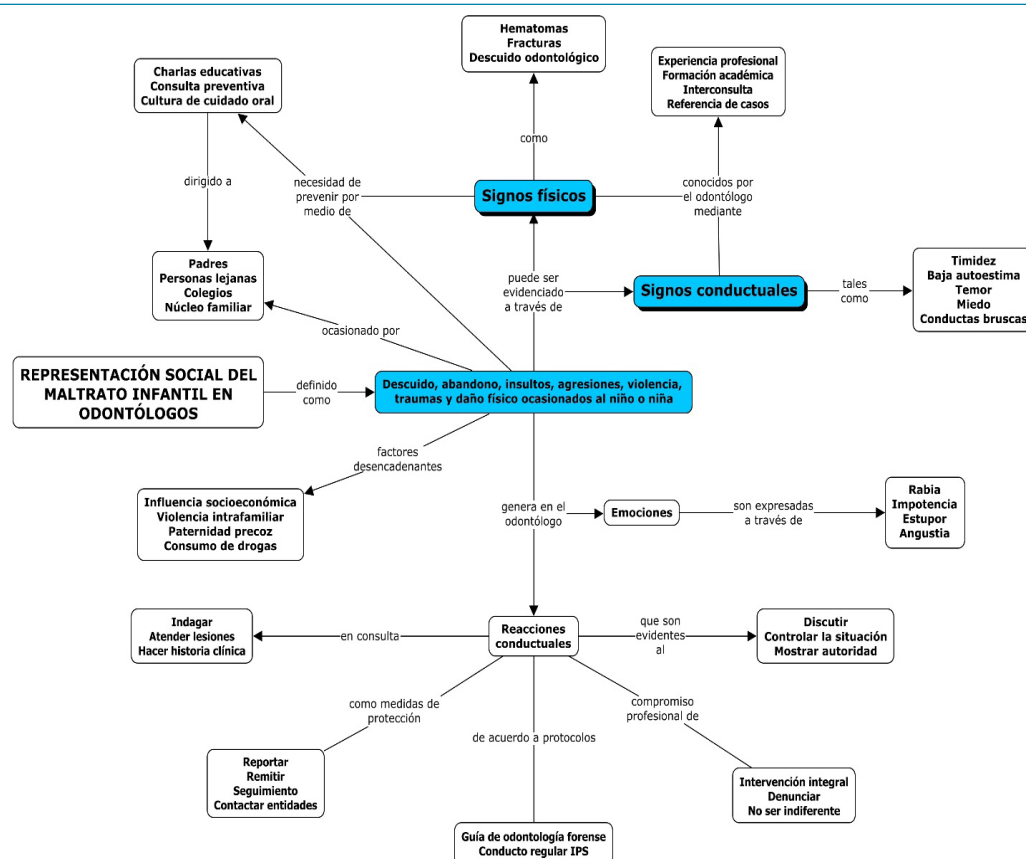 Hematomas
Fracturas
Descuido odontológico
Experiencia profesional
Formación académica
Interconsulta
Referencia de casos
Charlas educativas
Consulta preventiva
Cultura de cuidado oral
como
dirigido a
necesidad de
prevenir por
medio de
Signos físicos
conocidos por
el odontólogo
mediante
Padres
Personas lejanas
Colegios
Núcleo familiar
puede ser
evidenciado
a través de
Signos conductuales
tales
como
Timidez
Baja autoestima
Temor
Miedo
Conductas bruscas
ocasionado por
REPRESENTACIÓN SOCIAL DEL
MALTRATO INFANTIL EN
ODONTÓLOGOS
definido
como
Descuido, abandono, insultos, agresiones, violencia,
traumas y daño físico ocasionados al niño o niña
factores
desencadenantes
Influencia socioeconómica
Violencia intrafamiliar
Paternidad precoz
Consumo de drogas
genera en el
odontólogo
Emociones
son expresadas
a través de
Rabia
Impotencia
Estupor
Angustia
Indagar
Atender lesiones
Hacer historia clínica
en consulta
Reacciones
conductuales
que son
evidentes
al
Discutir
Controlar la situación
Mostrar autoridad
como medidas de
protección
de acuerdo a protocolos
compromiso
profesional de
Reportar
Remitir
Seguimiento
Contactar entidades
Intervención integral
Denunciar
No ser indiferente
Guía de odontología forense
Conducto regular IPS